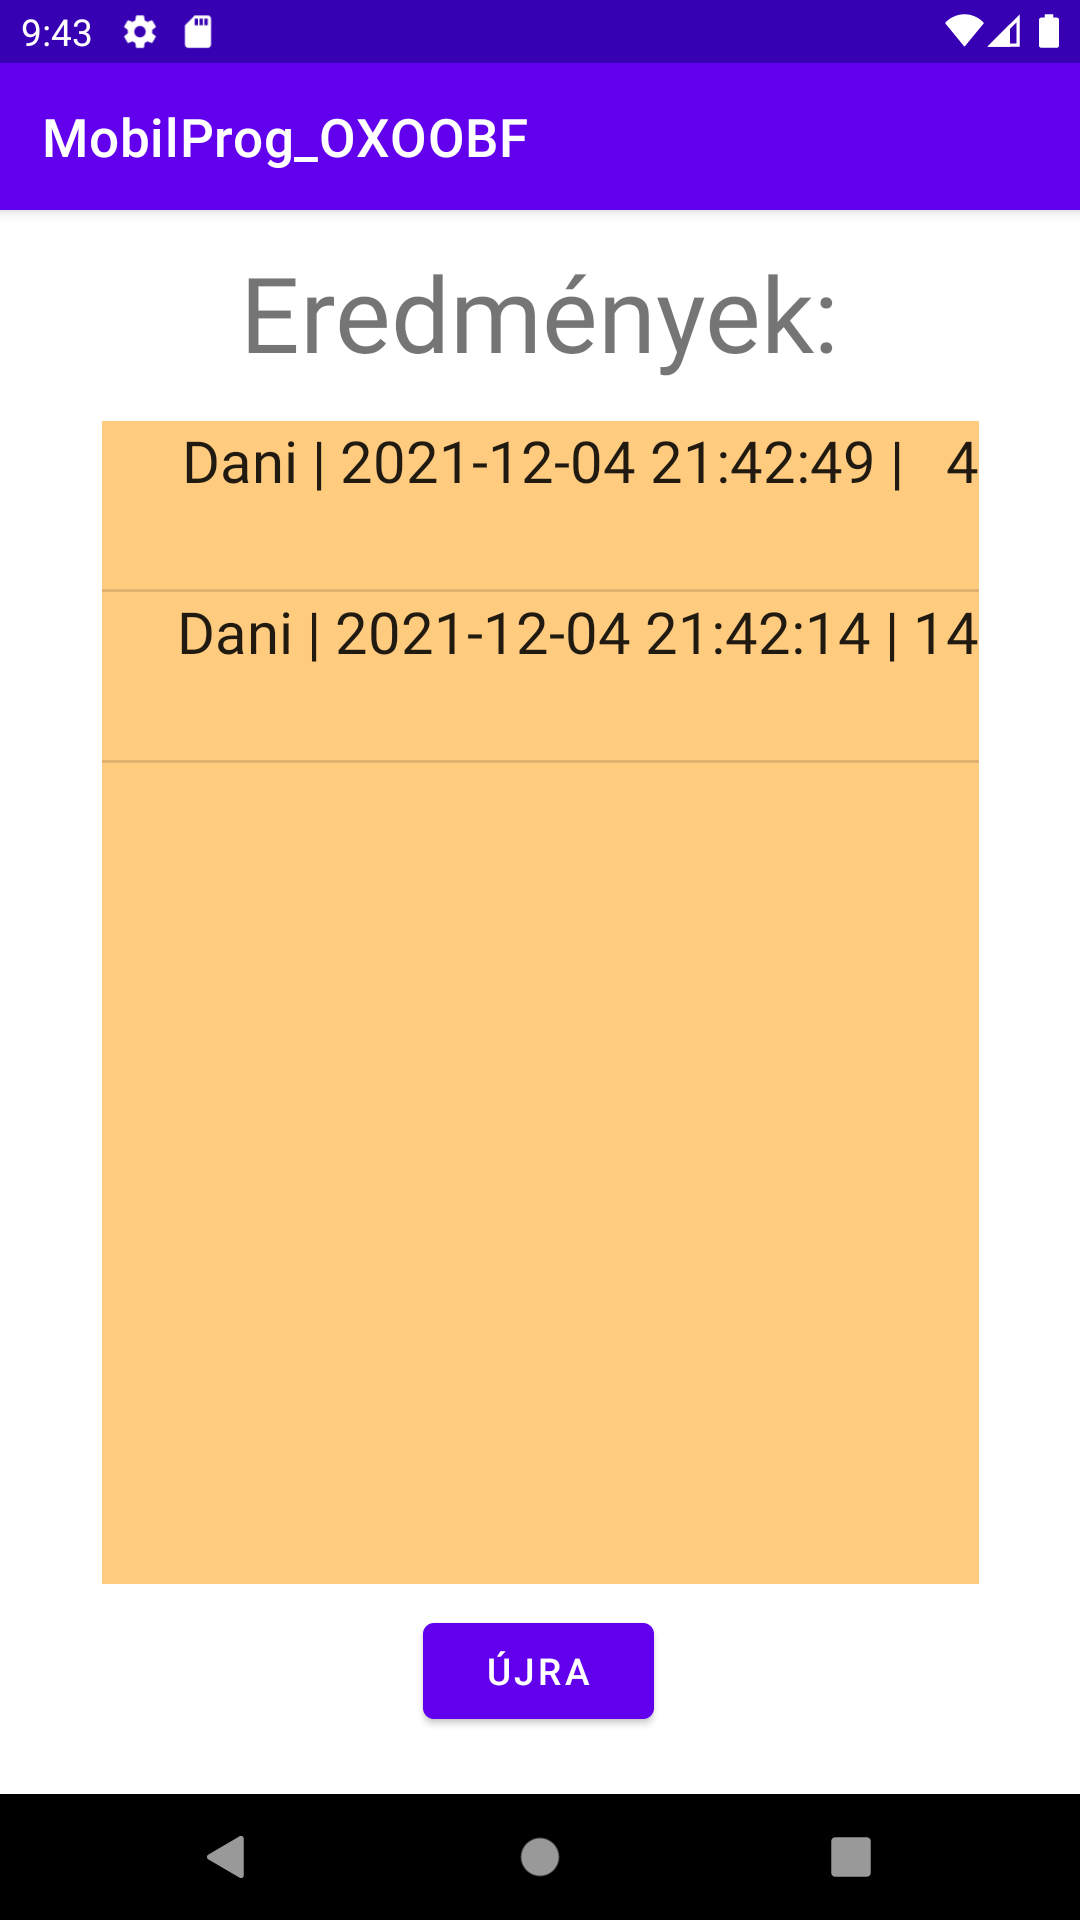 9:43
MobilProg_OXOOBF
Eredmények:
Dani | 2021-12-04 21:42:49 |   4
Dani | 2021-12-04 21:42:14 | 14
ÚJRA